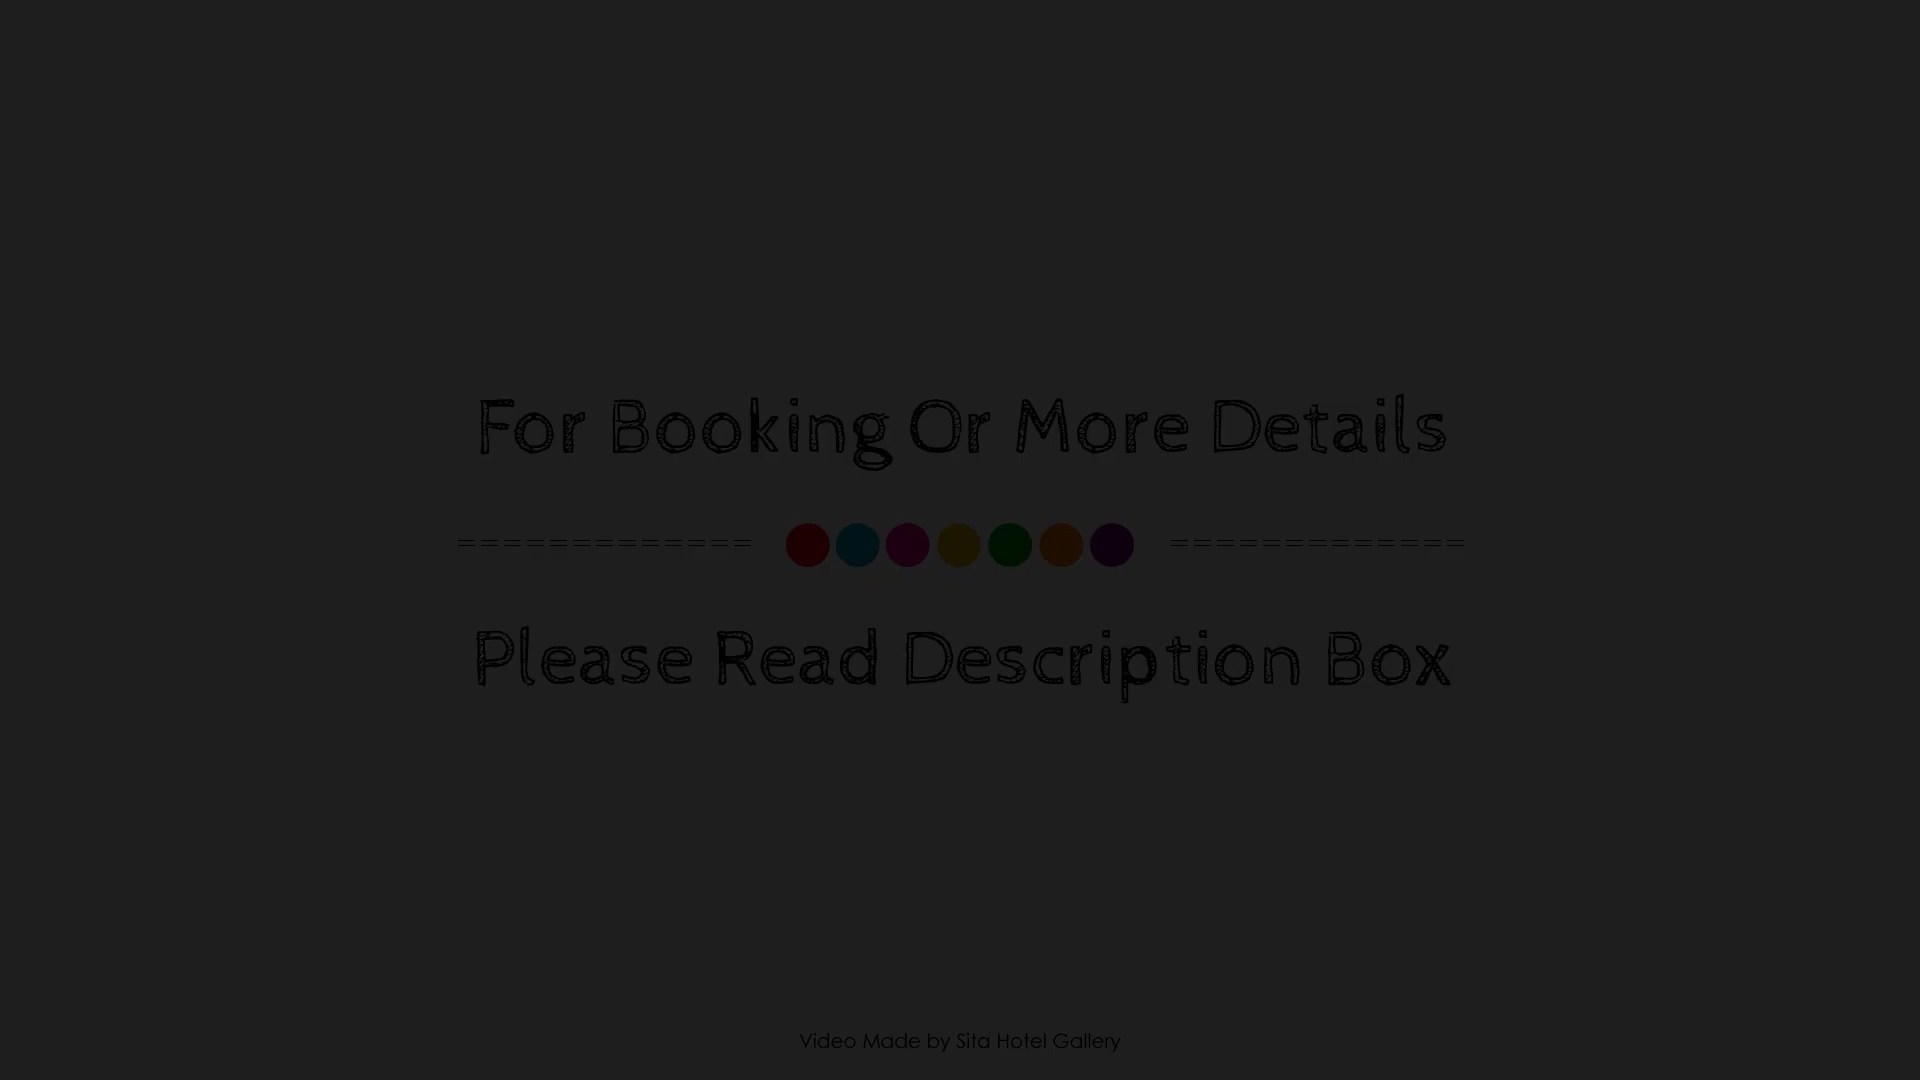 For Booking Or More Details
============= =============
Please Read Description Box
Video Made by Sita Hotel Gallery